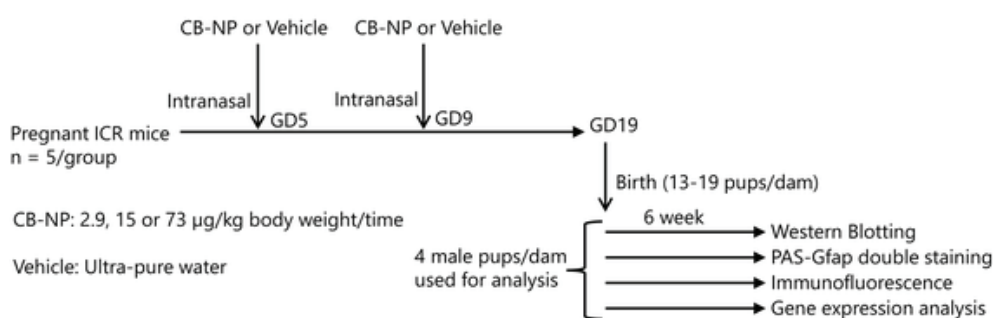 CB-NP or Vehicle
CB-NP or Vehicle
Intranasal
Intranasal
GD5
GD9
GD19
Pregnant ICR mice
n = 5/group
Birth (13-19 pups/dam)
CB-NP: 2.9, 15 or 73 µg/kg body weight/time
6 week
Western Blotting
4 male pups/dam
used for analysis
PAS-Gfap double staining
Vehicle: Ultra-pure water
Immunofluorescence
Gene expression analysis